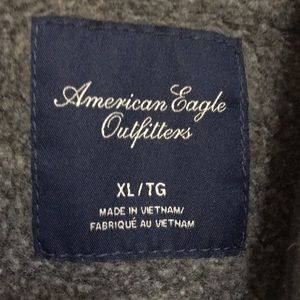 American Eagle
Outfitters
XL/TG
MADE IN VIETNAM/
FABRIQUÉ AU VIETNAM